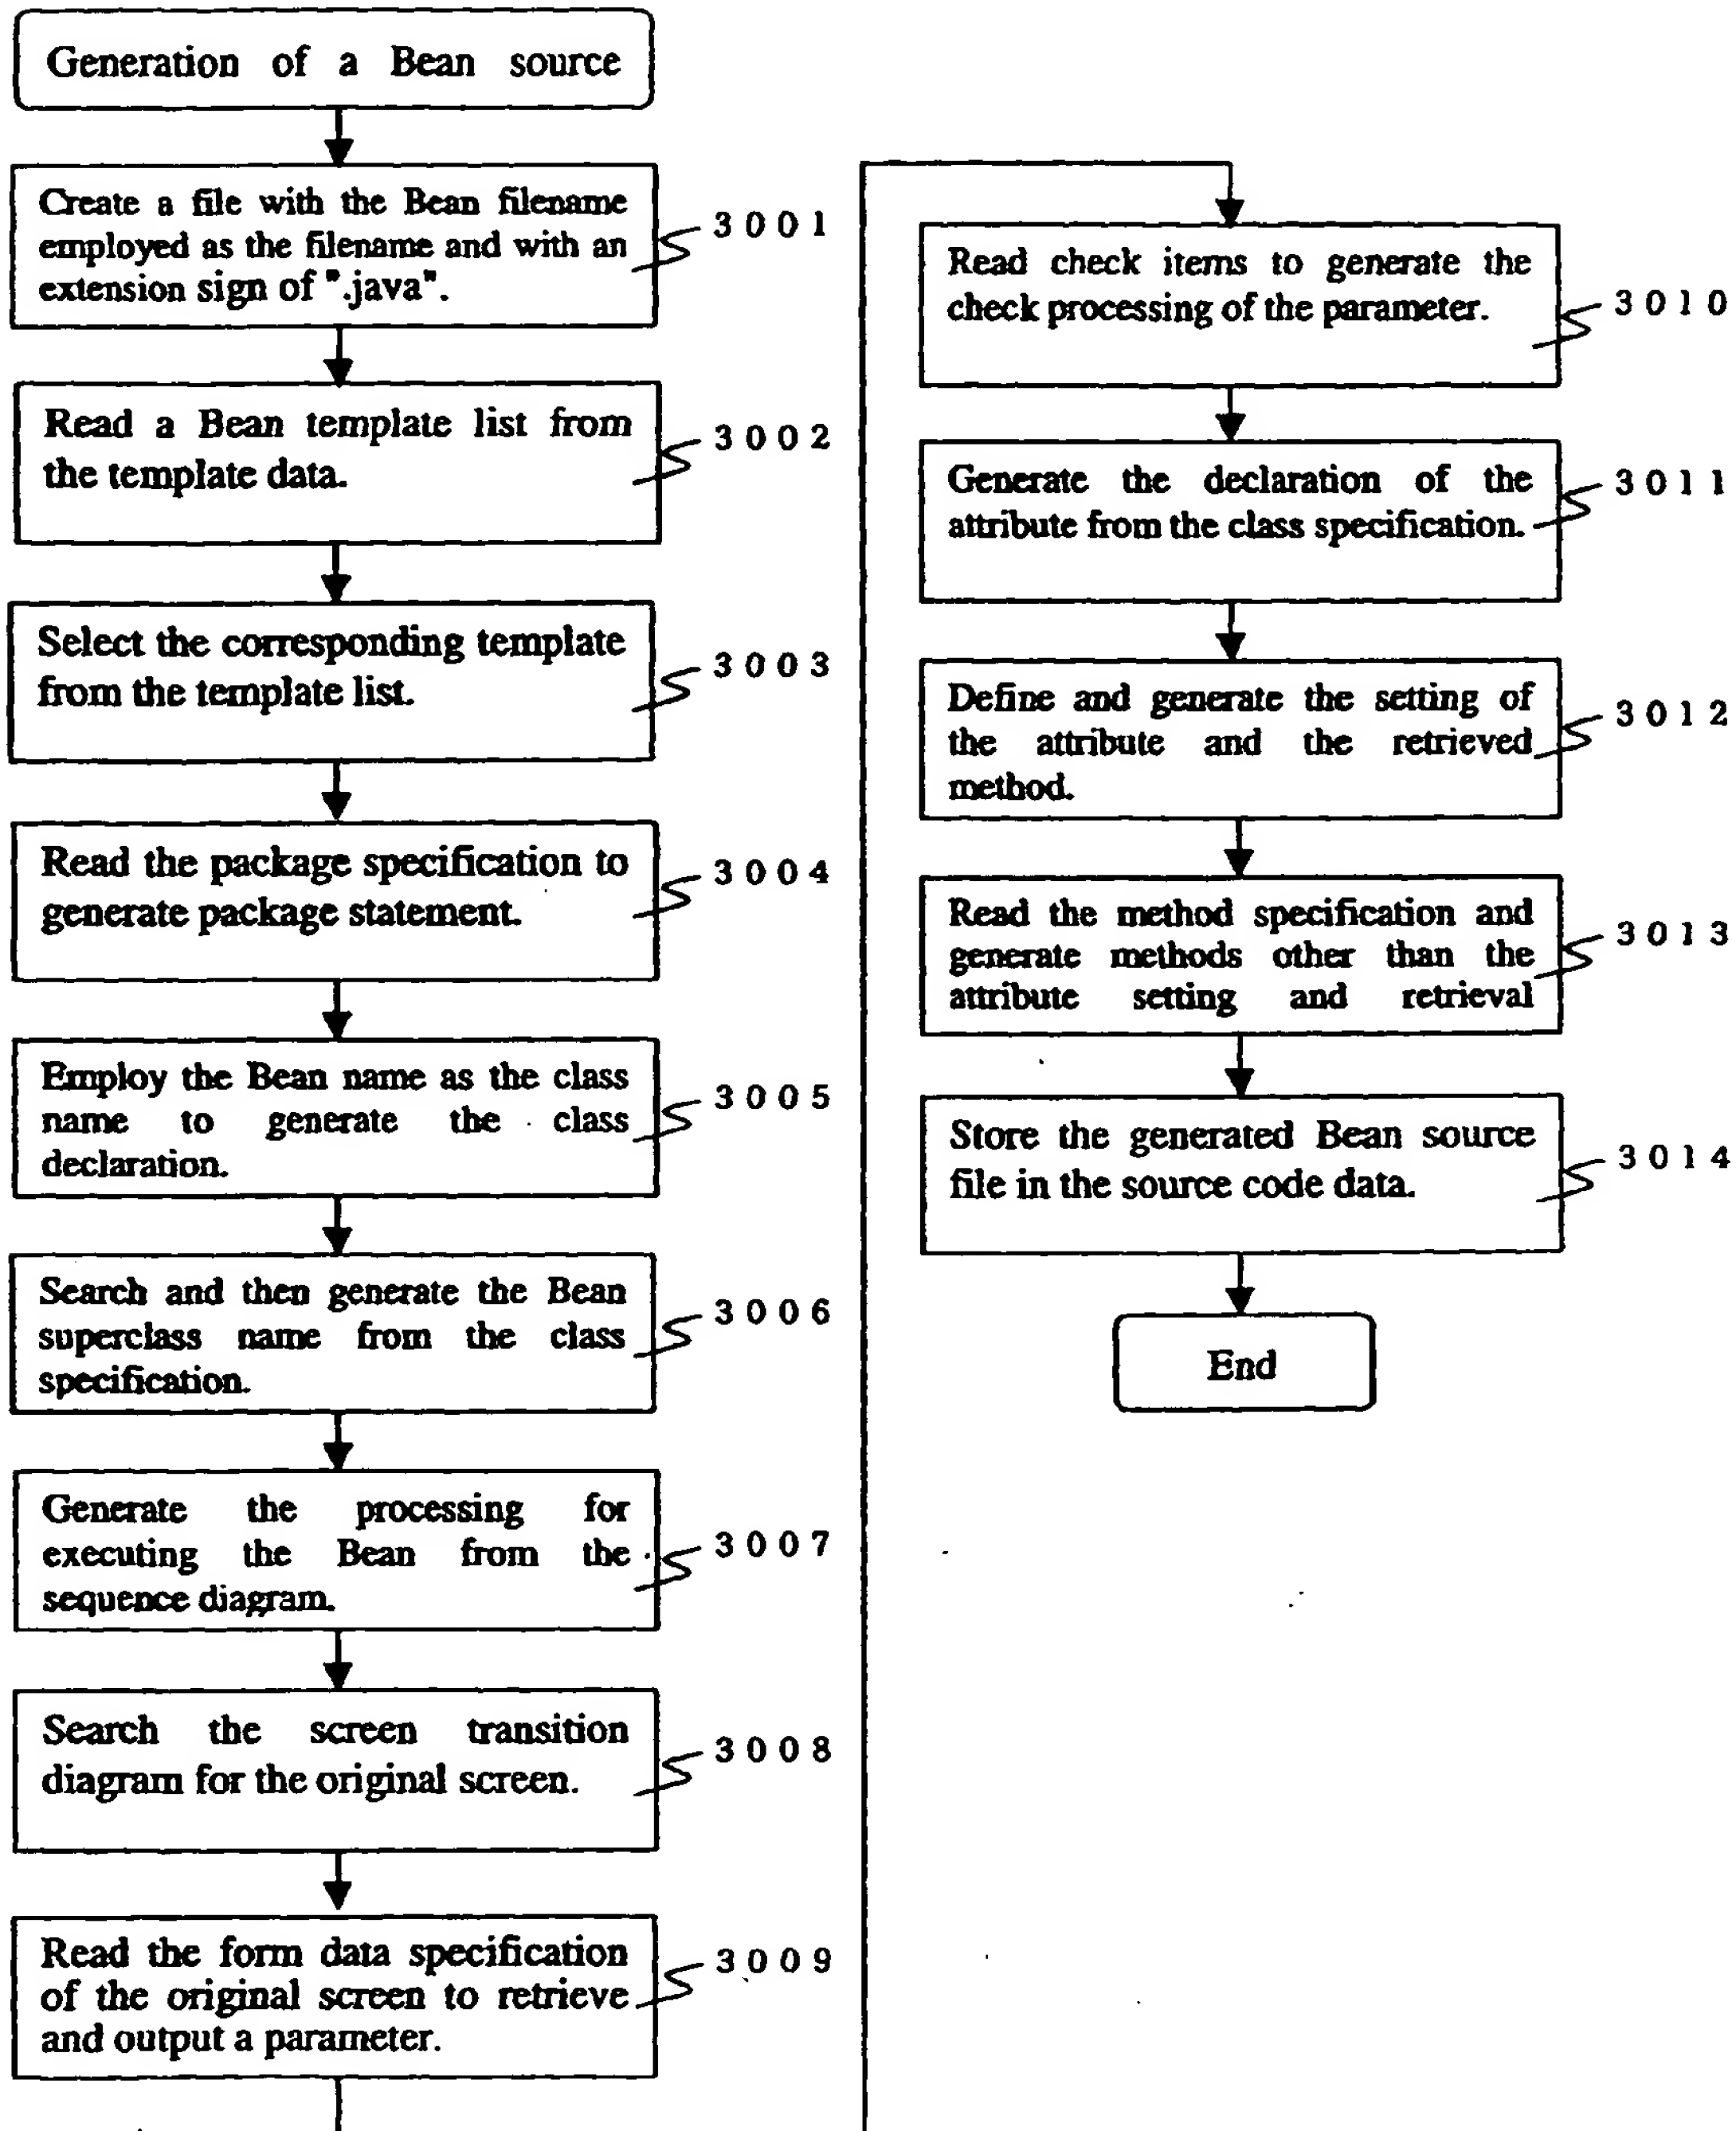 Generation of a Bean source
Create a file with the Bean filename
employed as the filename and with an
extension sign of ".java".
3001
Read a Bean template list from
the template data.
3002
Select the corresponding template
from the template list.
3003
Read the package specification to
generate package statement.
3004
Employ the Bean name as the class
name to generate the class
declaration.
3005
Search and then generate the Bean
superclass name from the class
specification.
3006
Generate the processing for
executing the Bean from the
sequence diagram.
3007
Search the screen transition
diagram for the original screen.
3008
Read the form data specification
of the original screen to retrieve
and output a parameter.
3009
Read check items to generate the
check processing of the parameter.
3010
Generate the declaration of the
attribute from the class specification.
3011
Define and generate the setting of
the attribute and the retrieved
method.
3012
Read the method specification and
generate methods other than the
attribute setting and retrieval
3013
Store the generated Bean source
file in the source code data.
3014
End